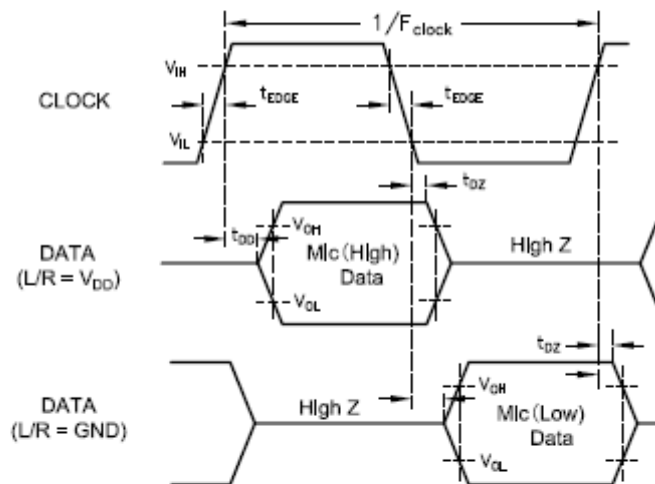 1/Fclock
VIH
tEDGE
tEDGE
CLOCK
VIL
tDZ
tDD
VOH
DATA
(L/R = VDD)
Mic(High)
Data
High Z
VOL
tDZ
DATA
(L/R = GND)
High Z
VOH
Mic(Low)
Data
VOL